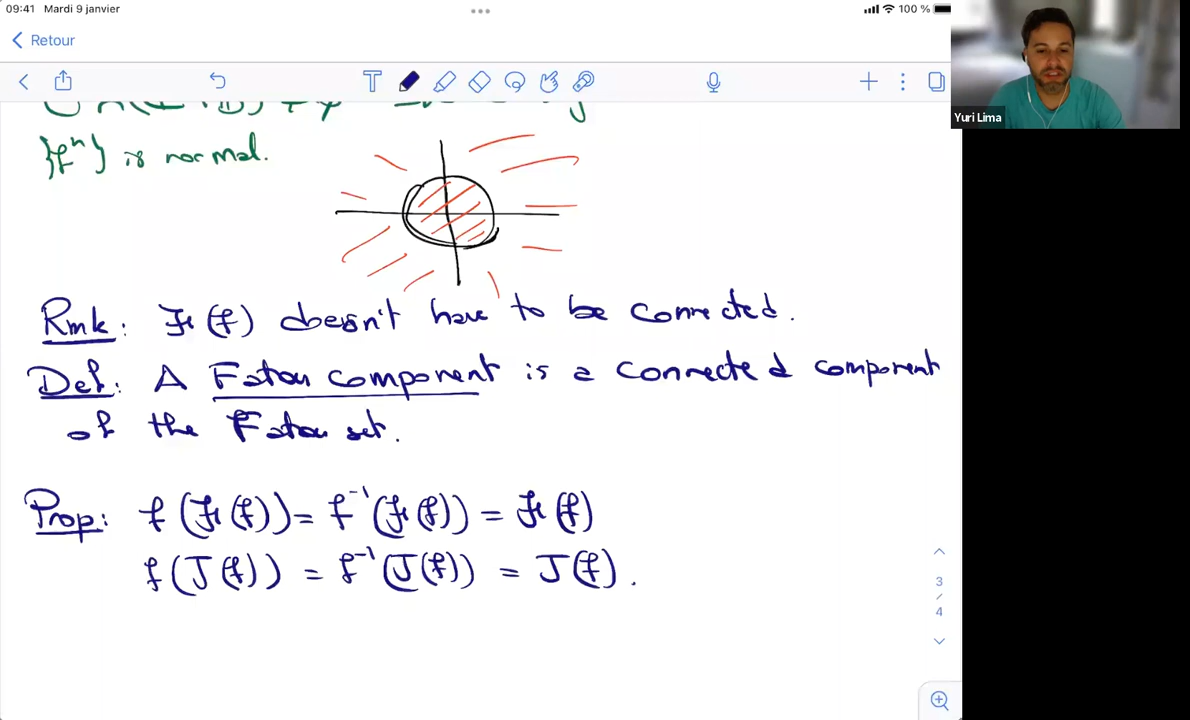 09:41 Mardi 9 janvier
100 %
Retour
Yuri Lima
{fⁿ} is normal.
Rmk: F(f) doesn't have to be connected.
Def: A Fatou component is a connected component
of the Fatou set.
Prop: f(F(f)) = f⁻¹(F(f)) = F(f)
f(J(f)) = f⁻¹(J(f)) = J(f).
3
/
4